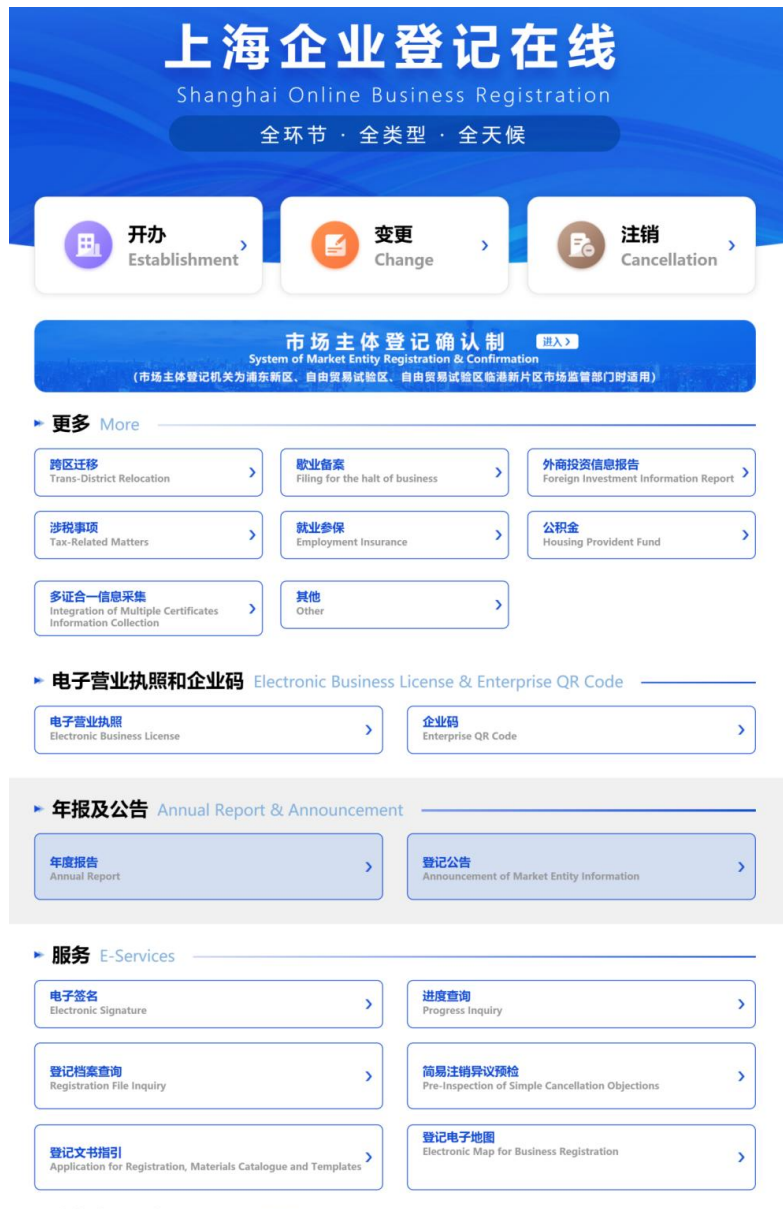 上海企业登记在线
Shanghai Online Business Registration
全环节 · 全类型 · 全天候
开办
Establishment
变更
Change
注销
Cancellation
市场主体登记确认制 进入
System of Market Entity Registration & Confirmation
(市场主体登记机关为浦东新区、自由贸易试验区、自由贸易试验区临港新片区市场监管部门时适用)
更多 More
跨区迁移
Trans-District Relocation
歇业备案
Filing for the halt of business
外商投资信息报告
Foreign Investment Information Report
涉税事项
Tax-Related Matters
就业参保
Employment Insurance
公积金
Housing Provident Fund
多证合一信息采集
Integration of Multiple Certificates
Information Collection
其他
Other
电子营业执照和企业码 Electronic Business License & Enterprise QR Code
电子营业执照
Electronic Business License
企业码
Enterprise QR Code
年报及公告 Annual Report & Announcement
年度报告
Annual Report
登记公告
Announcement of Market Entity Information
服务 E-Services
电子签名
Electronic Signature
进度查询
Progress Inquiry
登记档案查询
Registration File Inquiry
简易注销异议预检
Pre-Inspection of Simple Cancellation Objections
登记文书指引
Application for Registration, Materials Catalogue and Templates
登记电子地图
Electronic Map for Business Registration